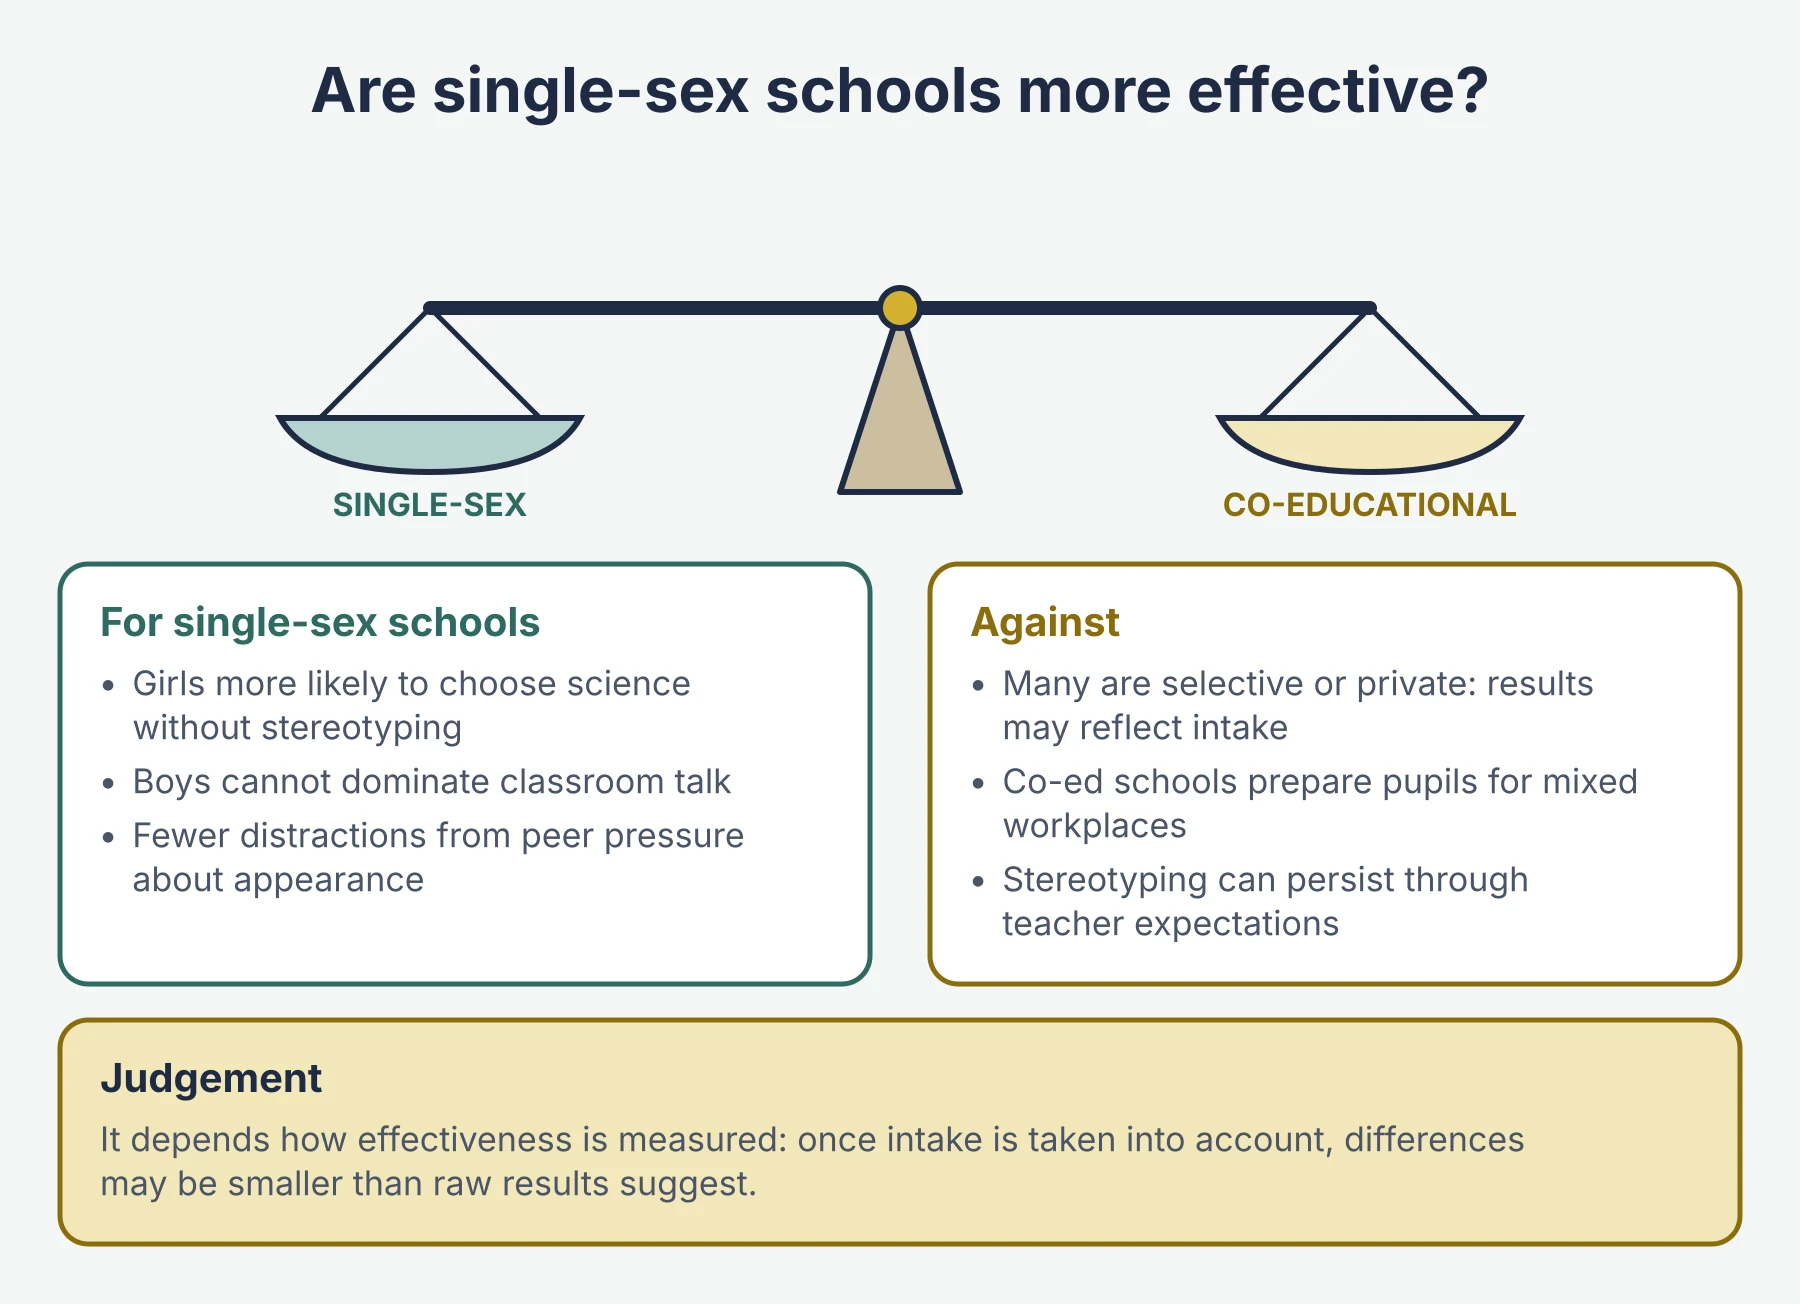 Are single-sex schools more effective?
SINGLE-SEX
CO-EDUCATIONAL
For single-sex schools
• Girls more likely to choose science
without stereotyping
• Boys cannot dominate classroom talk
• Fewer distractions from peer pressure
about appearance
Against
• Many are selective or private: results
may reflect intake
• Co-ed schools prepare pupils for mixed
workplaces
• Stereotyping can persist through
teacher expectations
Judgement
It depends how effectiveness is measured: once intake is taken into account, differences
may be smaller than raw results suggest.